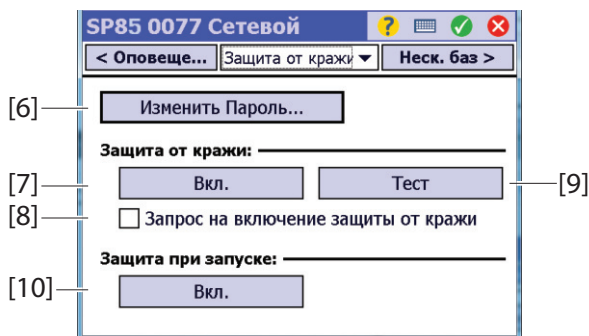 SP85 0077 Сетевой ?
< Оповеще... Защита от кражи Неск. баз >
[6] Изменить Пароль...
Защита от кражи:
[7] Вкл. Тест [9]
[8] Запрос на включение защиты от кражи
Защита при запуске:
[10] Вкл.